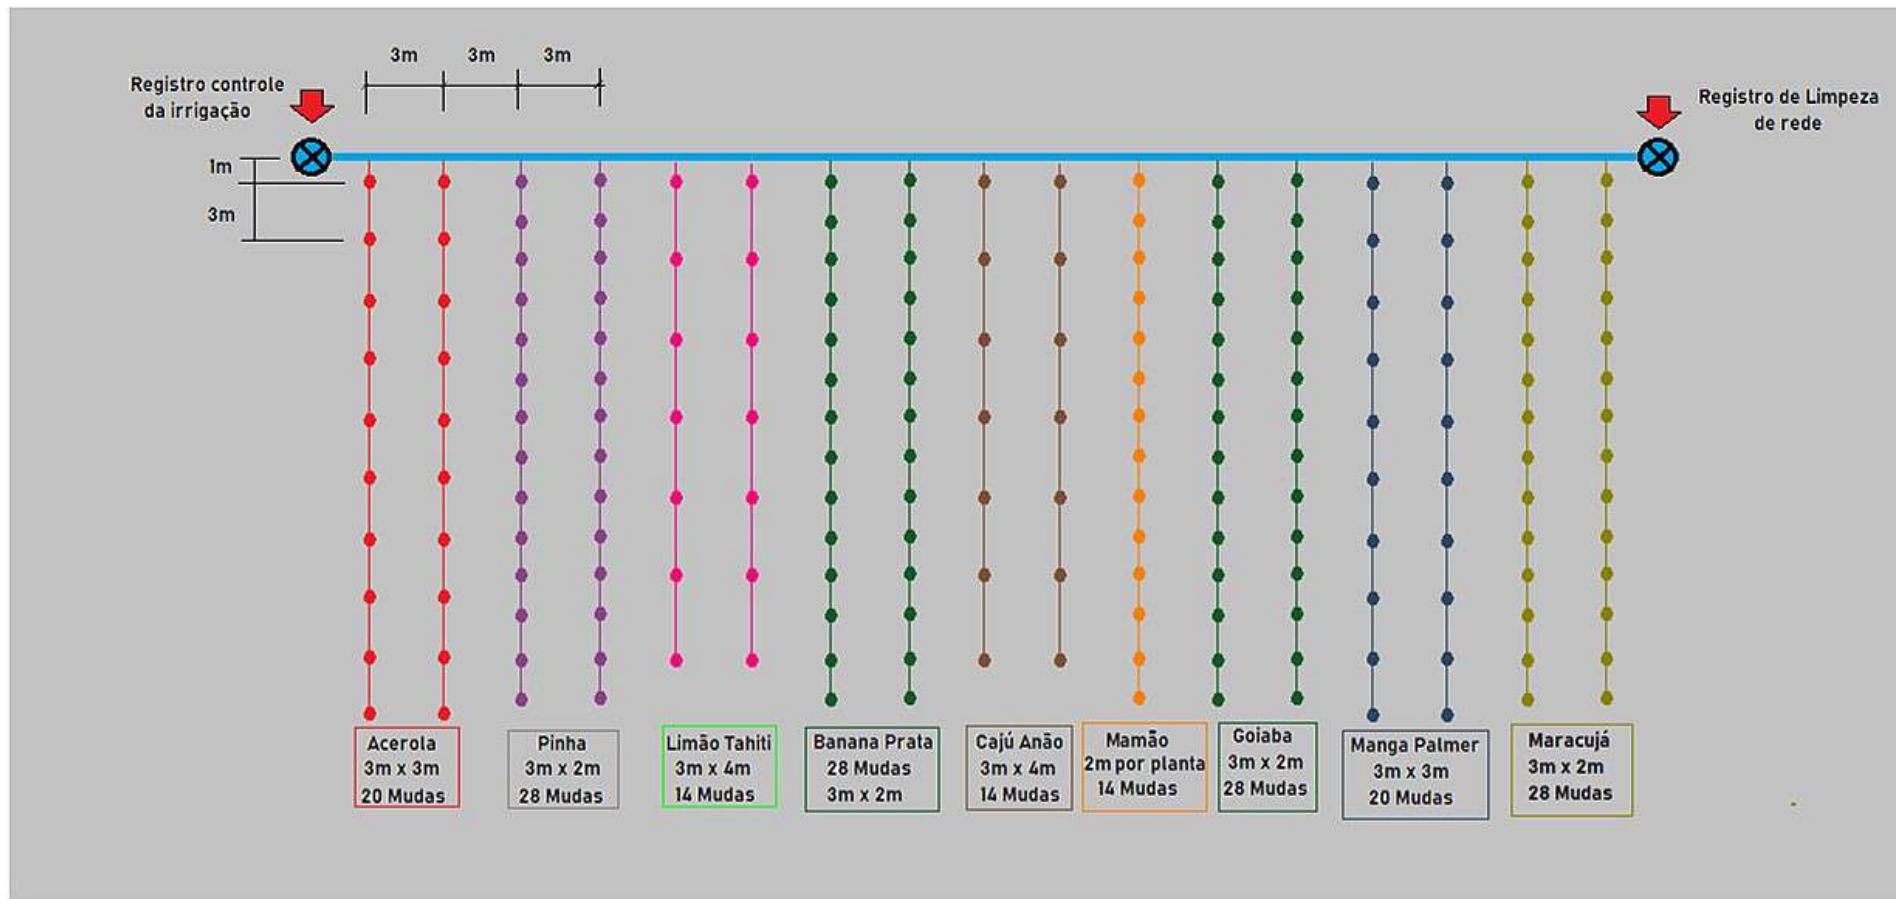 3m
3m
3m
Registro controle
da irrigação
Registro de Limpeza
de rede
1m
3m
Acerola
3m x 3m
20 Mudas
Pinha
3m x 2m
28 Mudas
Limão Tahiti
3m x 4m
14 Mudas
Banana Prata
28 Mudas
3m x 2m
Cajú Anão
3m x 4m
14 Mudas
Mamão
2m por planta
14 Mudas
Goiaba
3m x 2m
28 Mudas
Manga Palmer
3m x 3m
20 Mudas
Maracujá
3m x 2m
28 Mudas